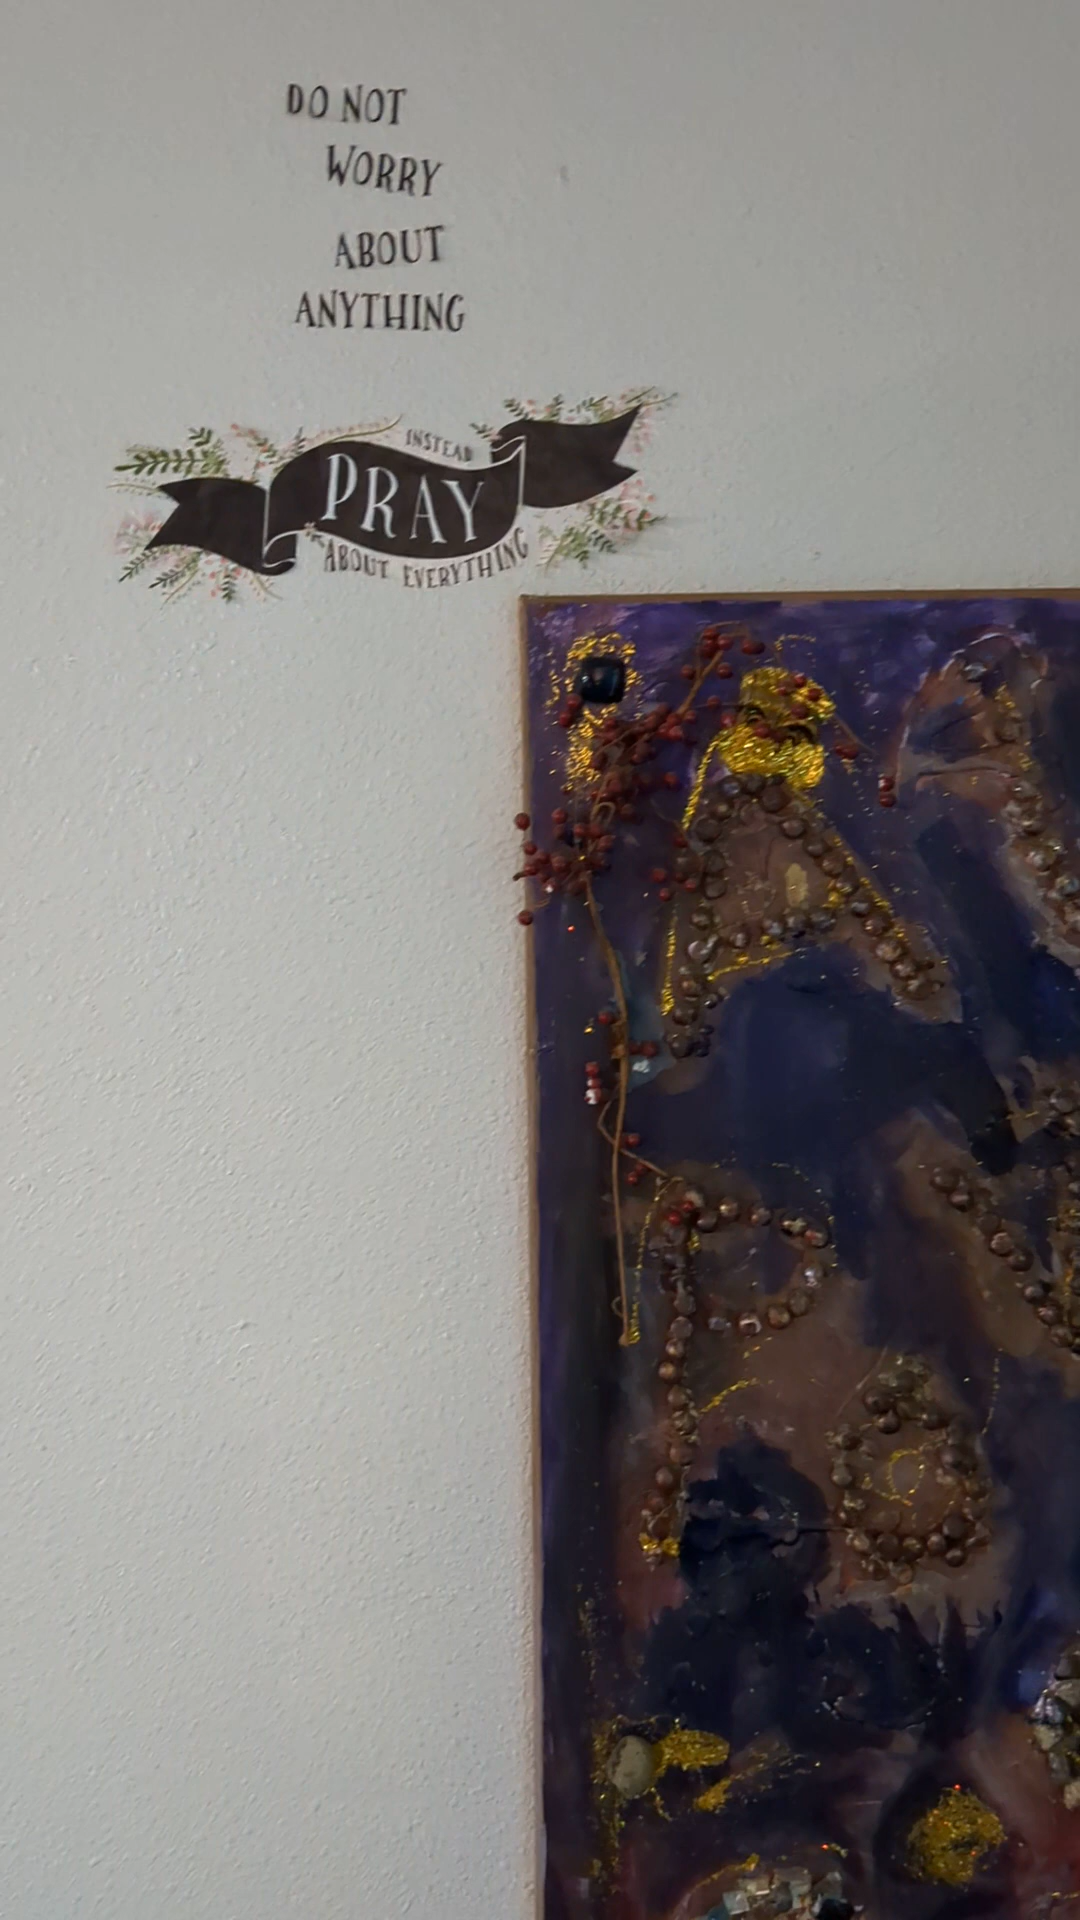 DO NOT
WORRY
ABOUT
ANYTHING
INSTEAD
PRAY
ABOUT EVERYTHING